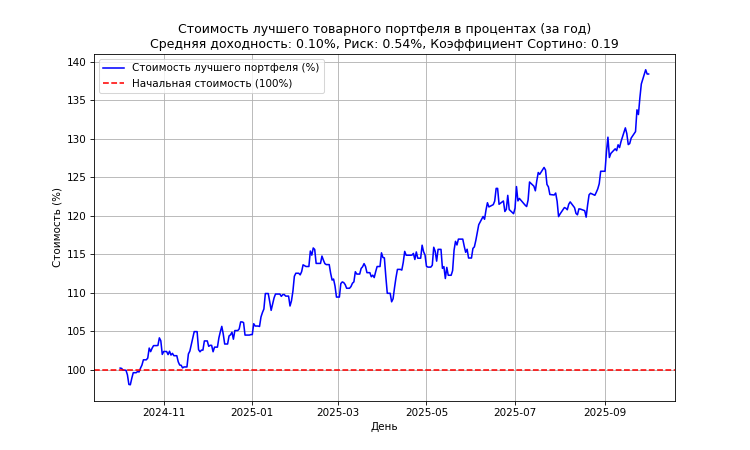 Стоимость лучшего товарного портфеля в процентах (за год)
Средняя доходность: 0.10%, Риск: 0.54%, Коэффициент Сортино: 0.19
Стоимость лучшего портфеля (%)
Начальная стоимость (100%)
Стоимость (%)
140
135
130
125
120
115
110
105
100
2024-11
2025-01
2025-03
2025-05
2025-07
2025-09
День